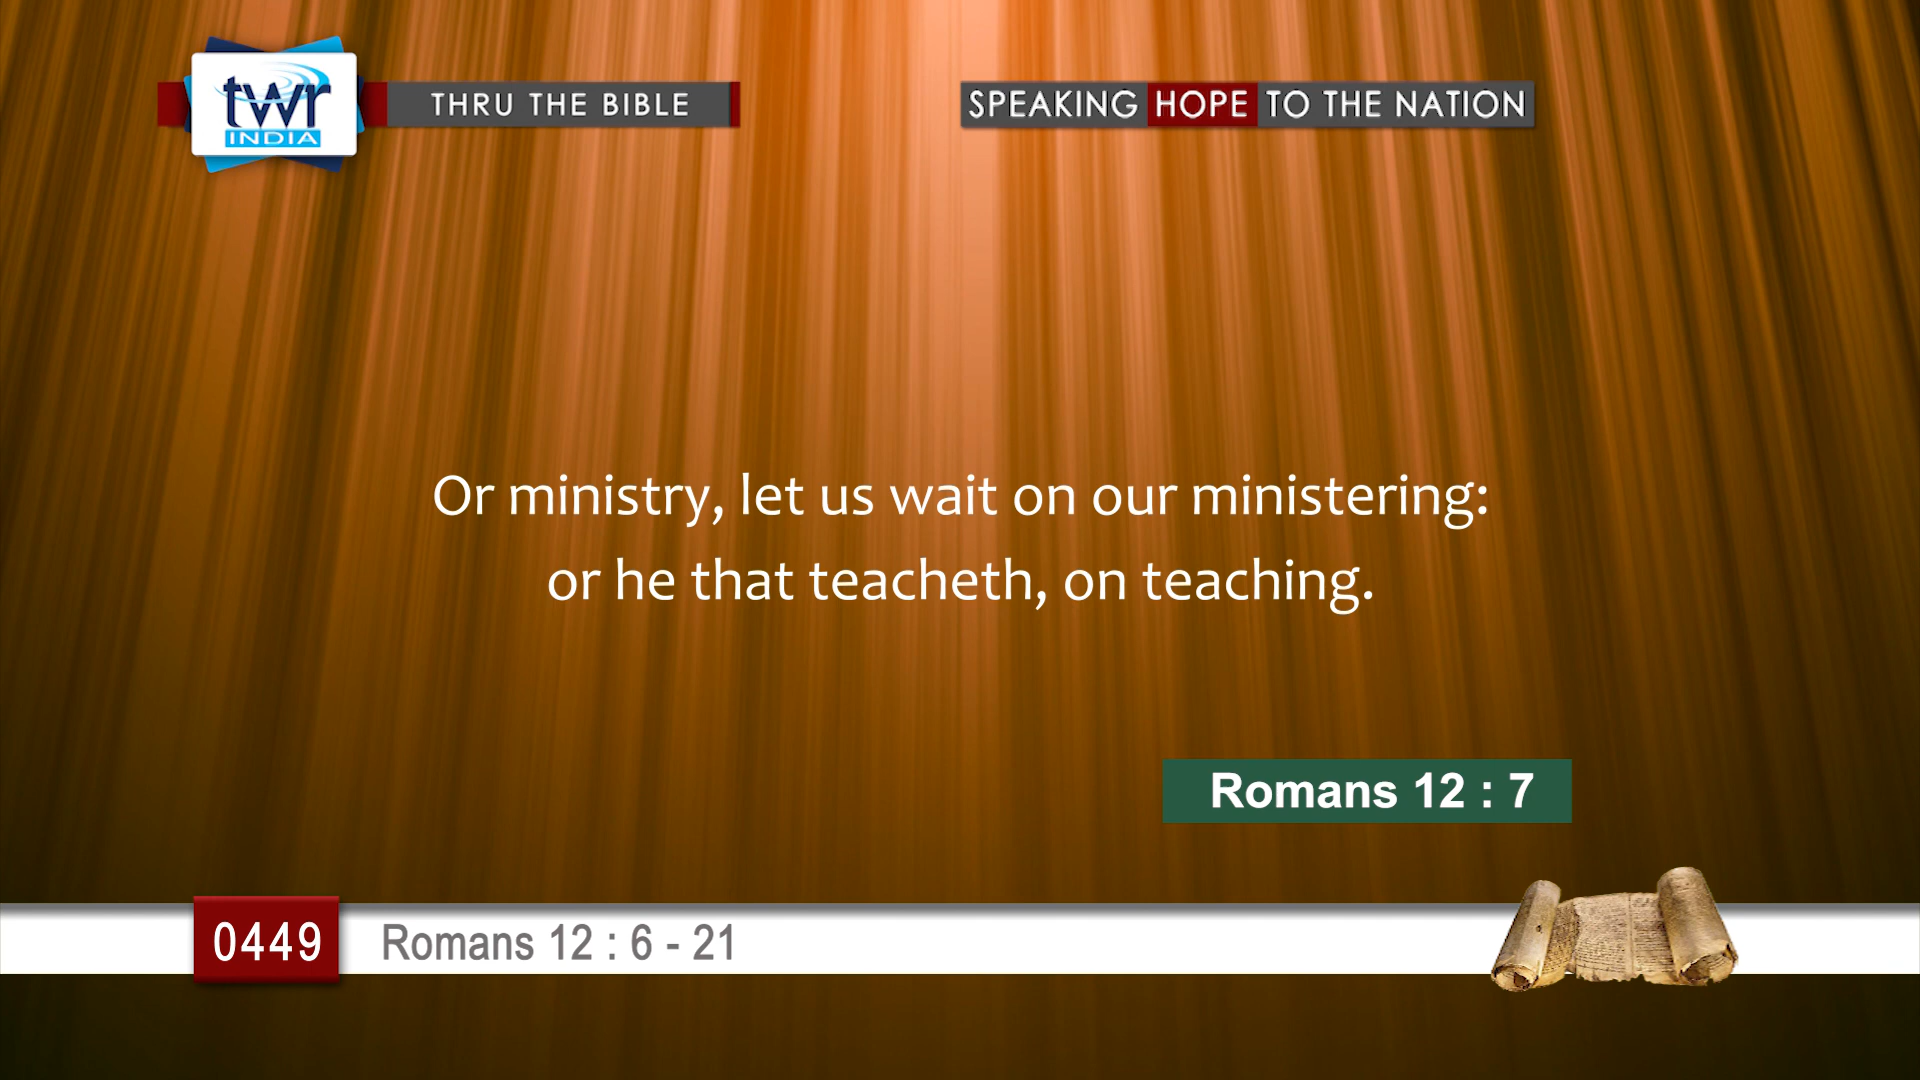 twr
INDIA
THRU THE BIBLE
SPEAKING HOPE TO THE NATION
Or ministry, let us wait on our ministering:
or he that teacheth, on teaching.
Romans 12 : 7
0449
Romans 12 : 6 - 21